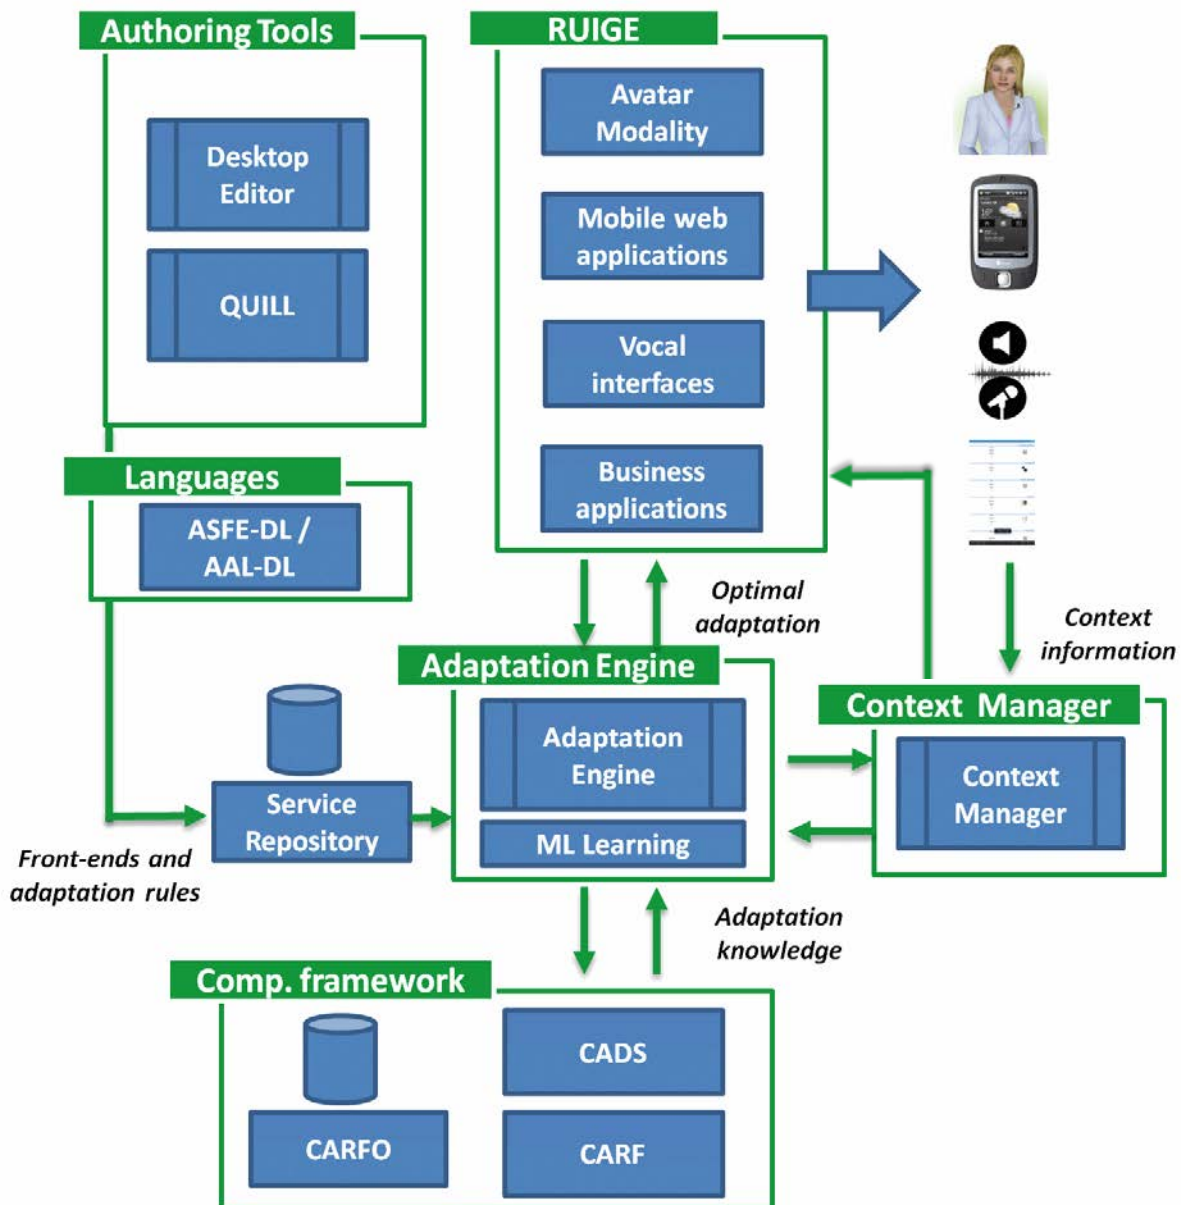 Authoring Tools
Desktop
Editor
QUILL
RUIGE
Avatar
Modality
Mobile web
applications
Vocal
interfaces
Business
applications
Languages
ASFE-DL /
AAL-DL
Optimal
adaptation
Context
information
Adaptation Engine
Adaptation
Engine
ML Learning
Context Manager
Context
Manager
Service
Repository
Front-ends and
adaptation rules
Adaptation
knowledge
Comp. framework
CADS
CARFO
CARF